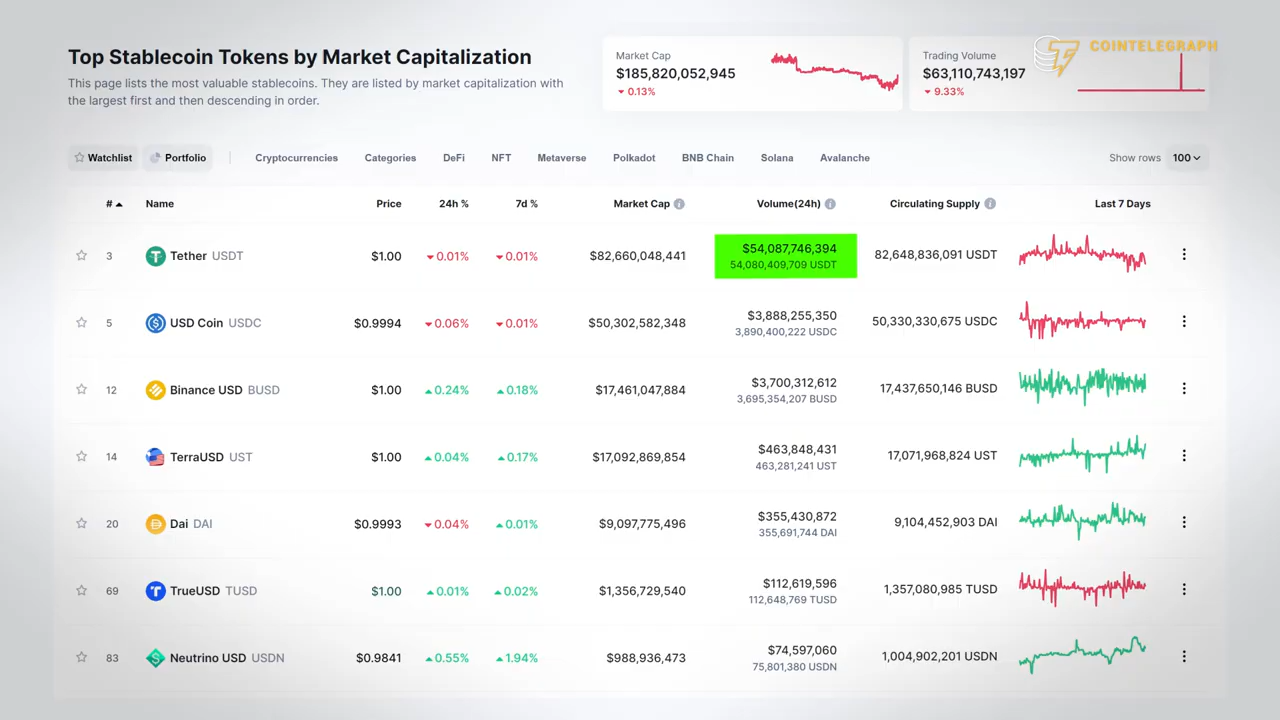 Top Stablecoin Tokens by Market Capitalization
This page lists the most valuable stablecoins. They are listed by market capitalization with
the largest first and then descending in order.
Market Cap
$185,820,052,945
0.13%
Trading Volume
$63,110,743,197
9.33%
COINTELEGRAPH
Watchlist Portfolio Cryptocurrencies Categories DeFi NFT Metaverse Polkadot BNB Chain Solana Avalanche Show rows 100
# Name Price 24h % 7d % Market Cap Volume(24h) Circulating Supply Last 7 Days
3 Tether USDT $1.00 0.01% 0.01% $82,660,048,441 $54,087,746,394 82,648,836,091 USDT
54,080,409,709 USDT
5 USD Coin USDC $0.9994 0.06% 0.01% $50,302,582,348 $3,888,255,350 50,330,330,675 USDC
3,890,400,222 USDC
12 Binance USD BUSD $1.00 0.24% 0.18% $17,461,047,884 $3,700,312,612 17,437,650,146 BUSD
3,695,354,207 BUSD
14 TerraUSD UST $1.00 0.04% 0.17% $17,092,869,854 $463,848,431 17,071,968,824 UST
463,281,241 UST
20 Dai DAI $0.9993 0.04% 0.01% $9,097,775,496 $355,430,872 9,104,452,903 DAI
355,691,744 DAI
69 TrueUSD TUSD $1.00 0.01% 0.02% $1,356,729,540 $112,619,596 1,357,080,985 TUSD
112,648,769 TUSD
83 Neutrino USD USDN $0.9841 0.55% 1.94% $988,936,473 $74,597,060 1,004,902,201 USDN
75,801,380 USDN